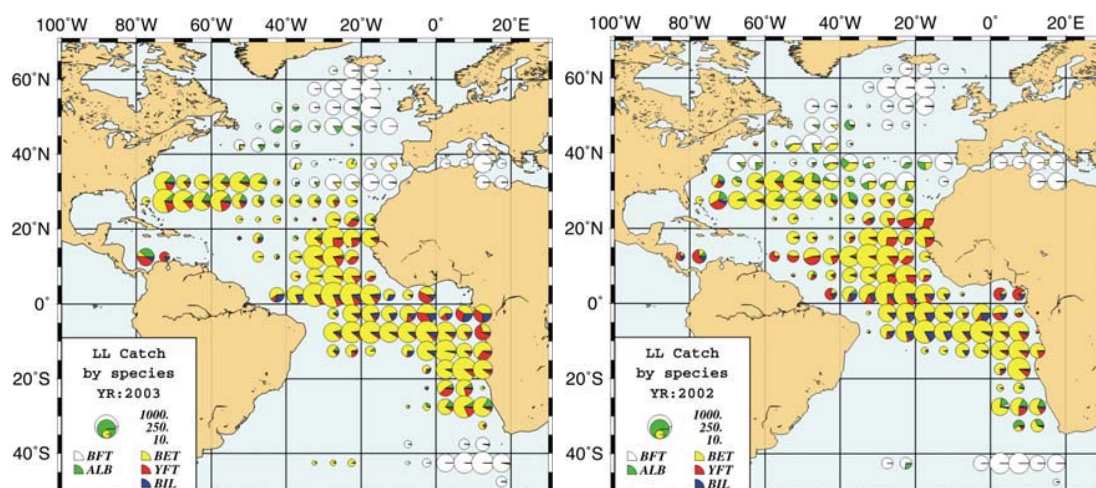 100°W 80°W 60°W 40°W 20°W 0° 20°E
60°N
40°N
20°N
0°
20°S
40°S
LL Catch
by species
YR:2003
1000.
250.
10.
BFT BET
ALB YFT
BIL
100°W 80°W 60°W 40°W 20°W 0° 20°E
60°N
40°N
20°N
0°
20°S
40°S
LL Catch
by species
YR:2002
1000.
250.
10.
BFT BET
ALB YFT
BIL